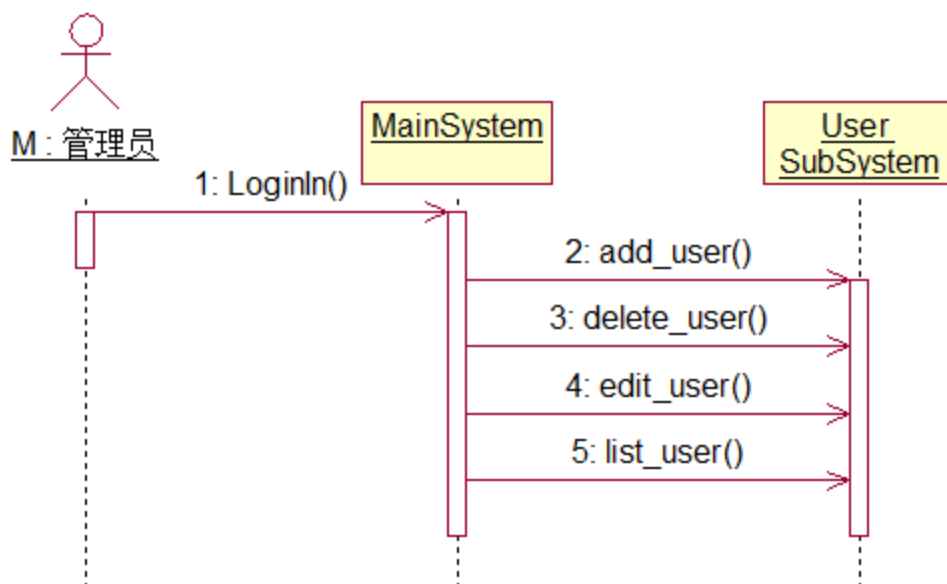 M : 管理员
MainSystem
User
SubSystem
1: LoginIn()
2: add_user()
3: delete_user()
4: edit_user()
5: list_user()